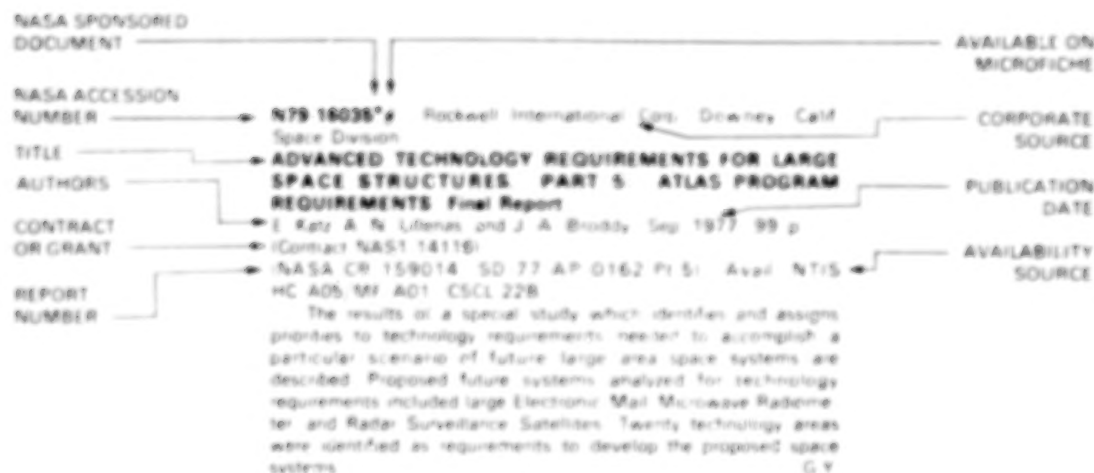 NASA SPONSORED
DOCUMENT
AVAILABLE ON
MICROFICHE
NASA ACCESSION
NUMBER
N79 16035*# Rockwell International Corp. Downey Calif
Space Division
CORPORATE
SOURCE
TITLE
ADVANCED TECHNOLOGY REQUIREMENTS FOR LARGE
SPACE STRUCTURES. PART 5 ATLAS PROGRAM
REQUIREMENTS Final Report
AUTHORS
E. Katz A. N. Lillenas and J. A. Broddy Sep 1977 99 p
PUBLICATION
DATE
CONTRACT
OR GRANT
(Contract NAS1 14116)
(NASA CR 159014 SD 77 AP 0162 Pt 5) Avail NTIS
HC A05/MF A01 CSCL 22B
AVAILABILITY
SOURCE
REPORT
NUMBER
The results of a special study which identifies and assigns
priorities to technology requirements needed to accomplish a
particular scenario of future large area space systems are
described. Proposed future systems analyzed for technology
requirements included large Electronic Mail Microwave Radiome
ter and Radar Surveillance Satellites. Twenty technology areas
were identified as requirements to develop the proposed space
systems
G Y